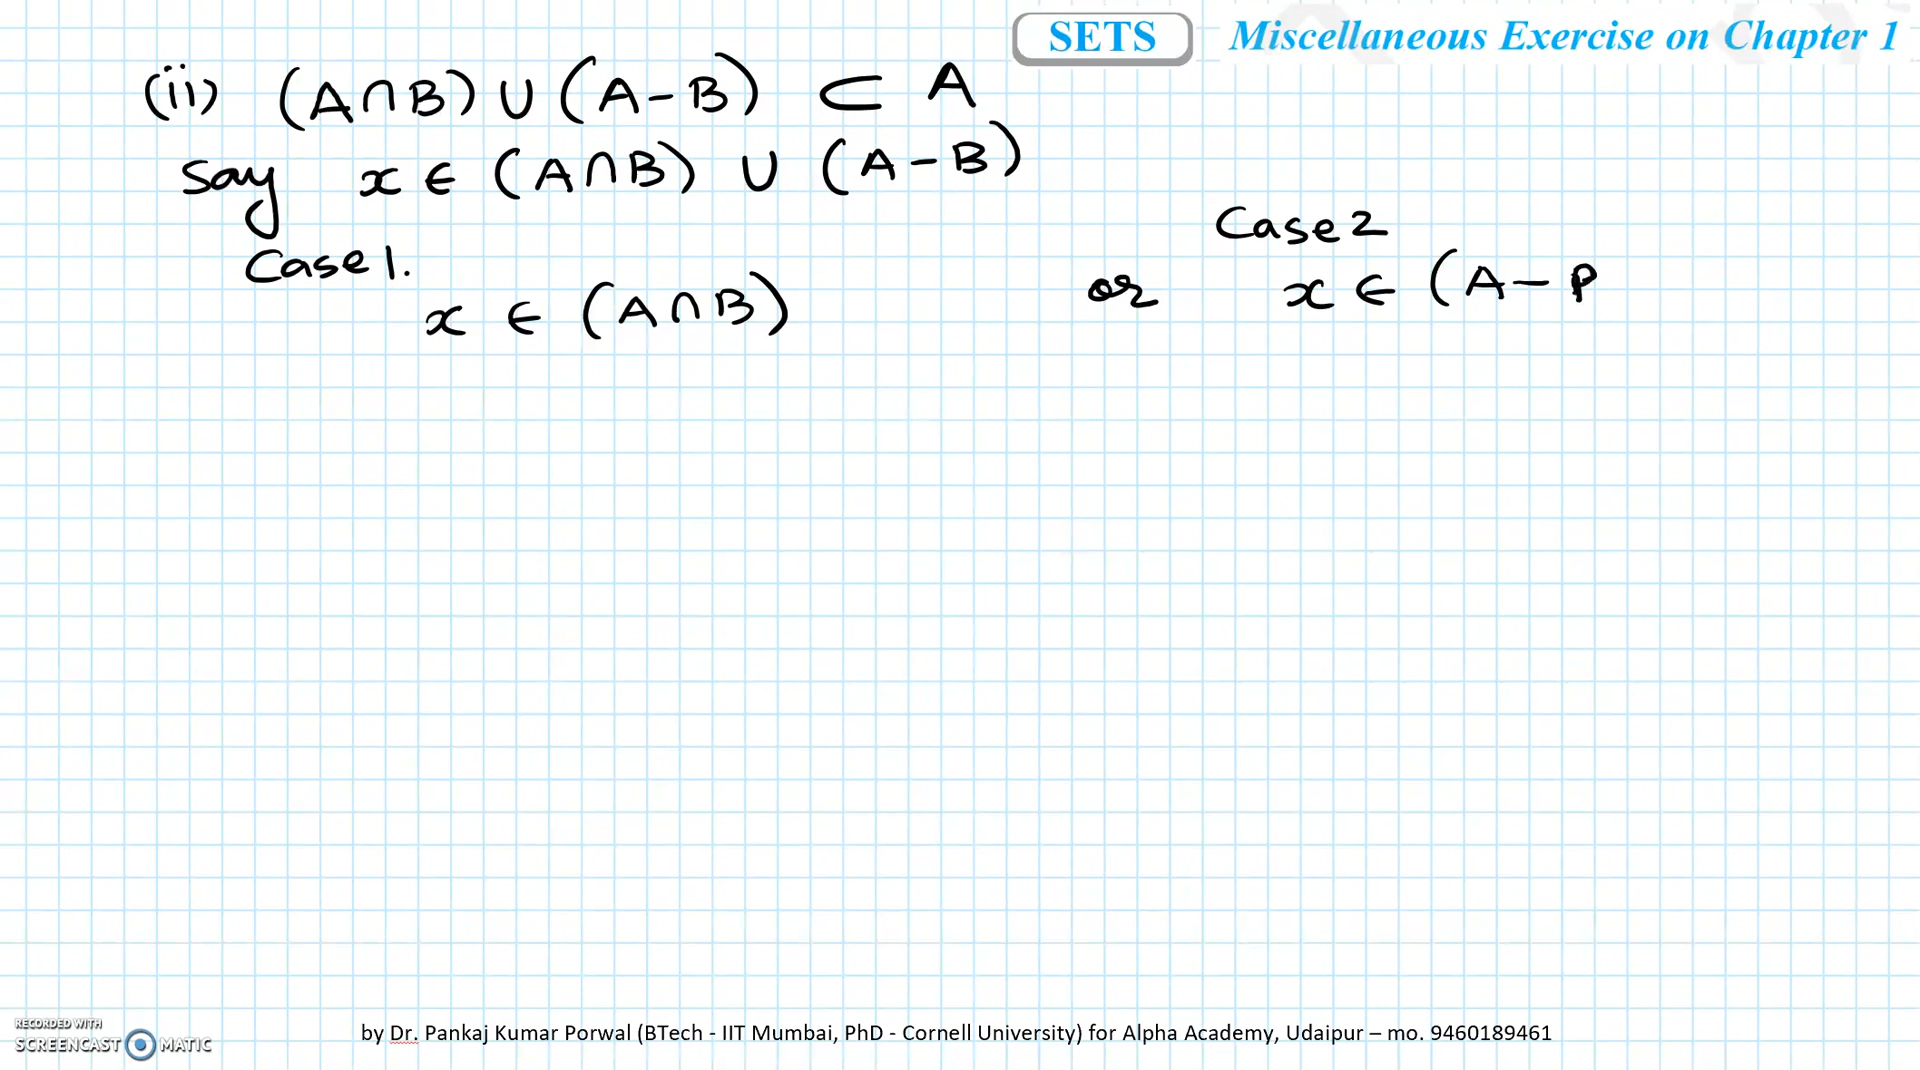 SETS Miscellaneous Exercise on Chapter 1
(ii) (A∩B) ∪ (A-B) ⊂ A
Say x ∈ (A∩B) ∪ (A-B)
Case 1. Case 2
x ∈ (A∩B) or x ∈ (A-P
RECORDED WITH
SCREENCAST MATIC
by Dr. Pankaj Kumar Porwal (BTech - IIT Mumbai, PhD - Cornell University) for Alpha Academy, Udaipur – mo. 9460189461